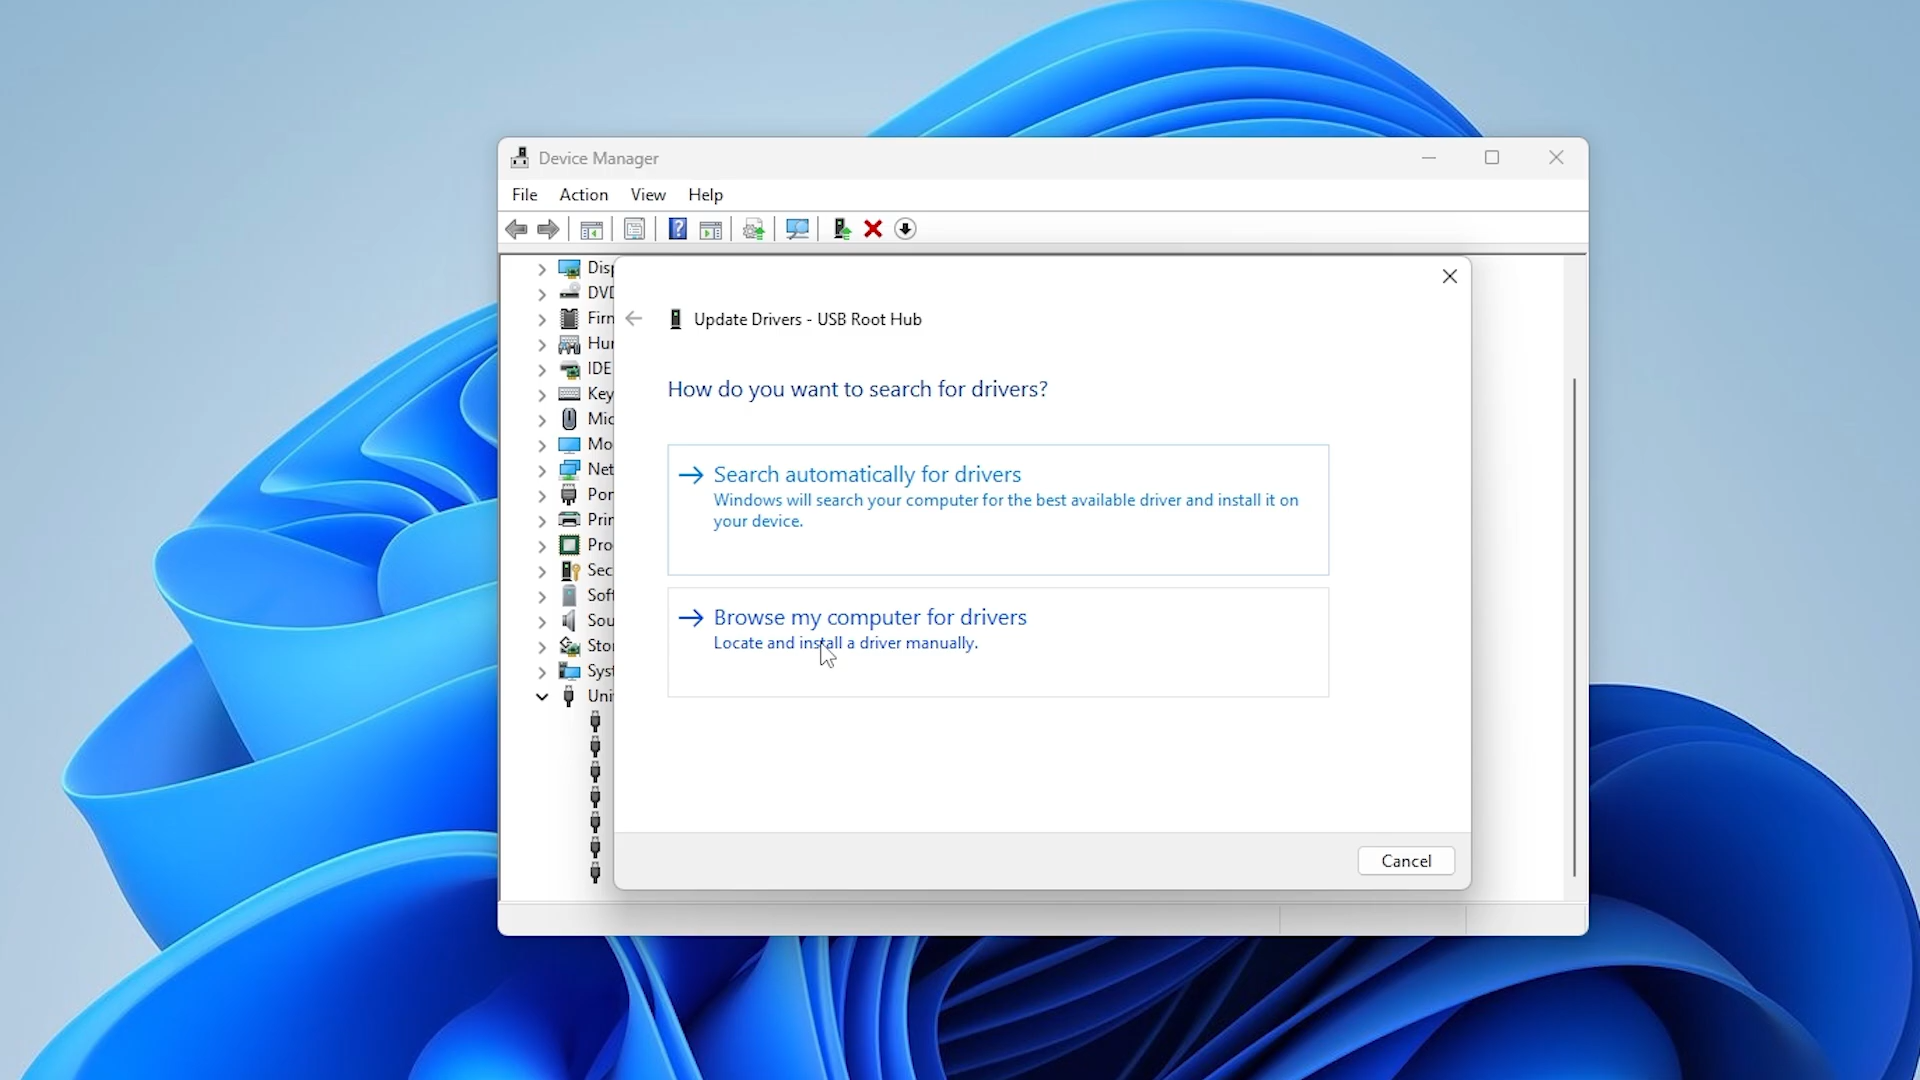 Device Manager
File Action View Help
Update Drivers - USB Root Hub
How do you want to search for drivers?
Search automatically for drivers
Windows will search your computer for the best available driver and install it on
your device.
Browse my computer for drivers
Locate and install a driver manually.
IDE
Cancel